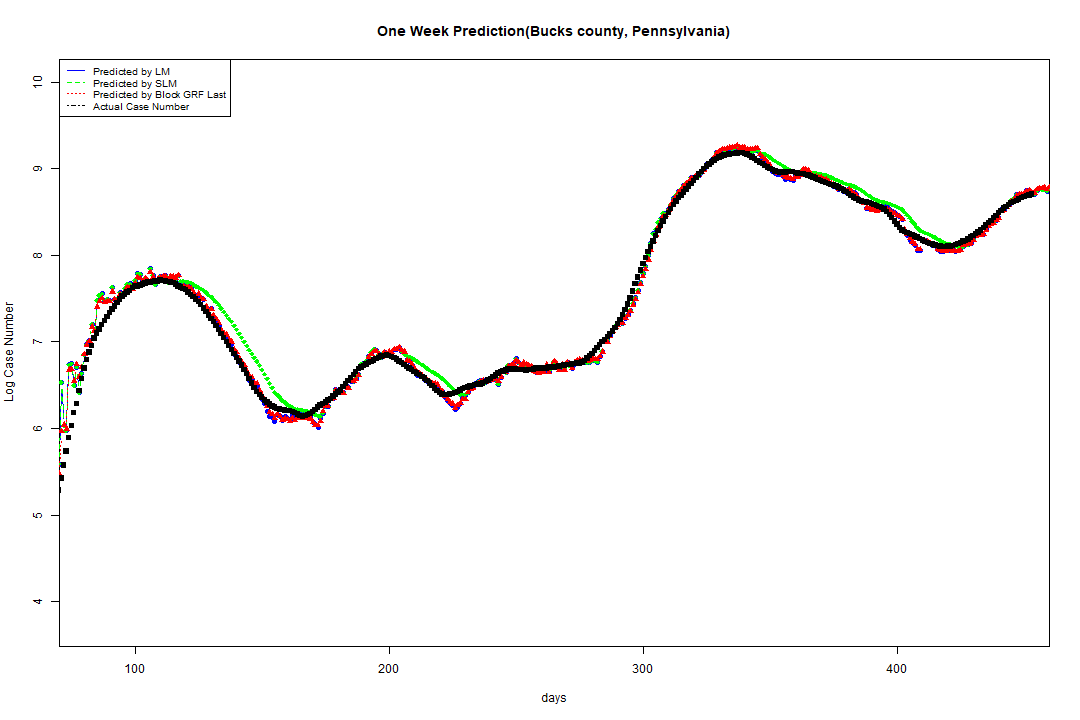 One Week Prediction(Bucks county, Pennsylvania)
Predicted by LM
Predicted by SLM
Predicted by Block GRF Last
Actual Case Number
10
9
8
7
6
5
4
Log Case Number
100
200
300
400
days